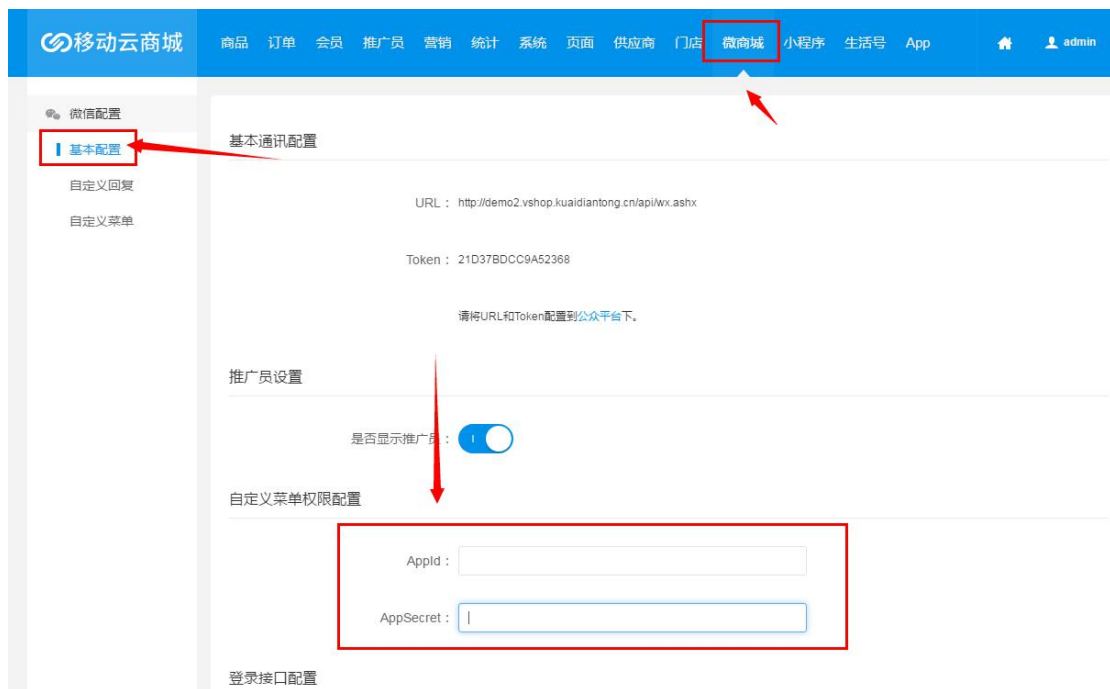 移动云商城 商品 订单 会员 推广员 营销 统计 系统 页面 供应商 门店 微商城 小程序 生活号 App admin
微信配置
基本配置
自定义回复
自定义菜单
基本通讯配置
URL： http://demo2.vshop.kuaidiantong.cn/api/wx.ashx
Token： 21D37BDCC9A52368
请将URL和Token配置到公众平台下。
推广员设置
是否显示推广员：
自定义菜单权限配置
AppId：
AppSecret：
登录接口配置